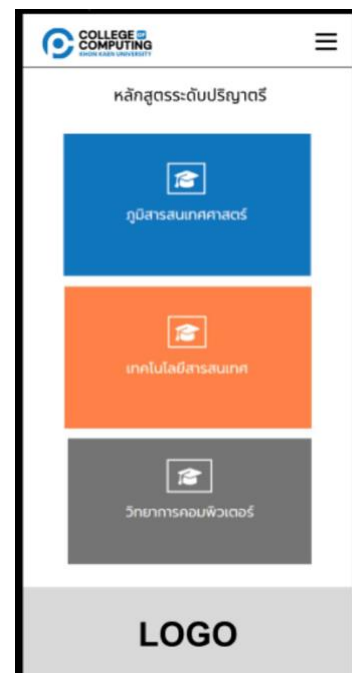 COLLEGE OF
COMPUTING
KHON KAEN UNIVERSITY
หลักสูตรระดับปริญาตรี
ภูมิสารสนเทศศาสตร์
เทคโนโลยีสารสนเทศ
วิทยาการคอมพิวเตอร์
LOGO